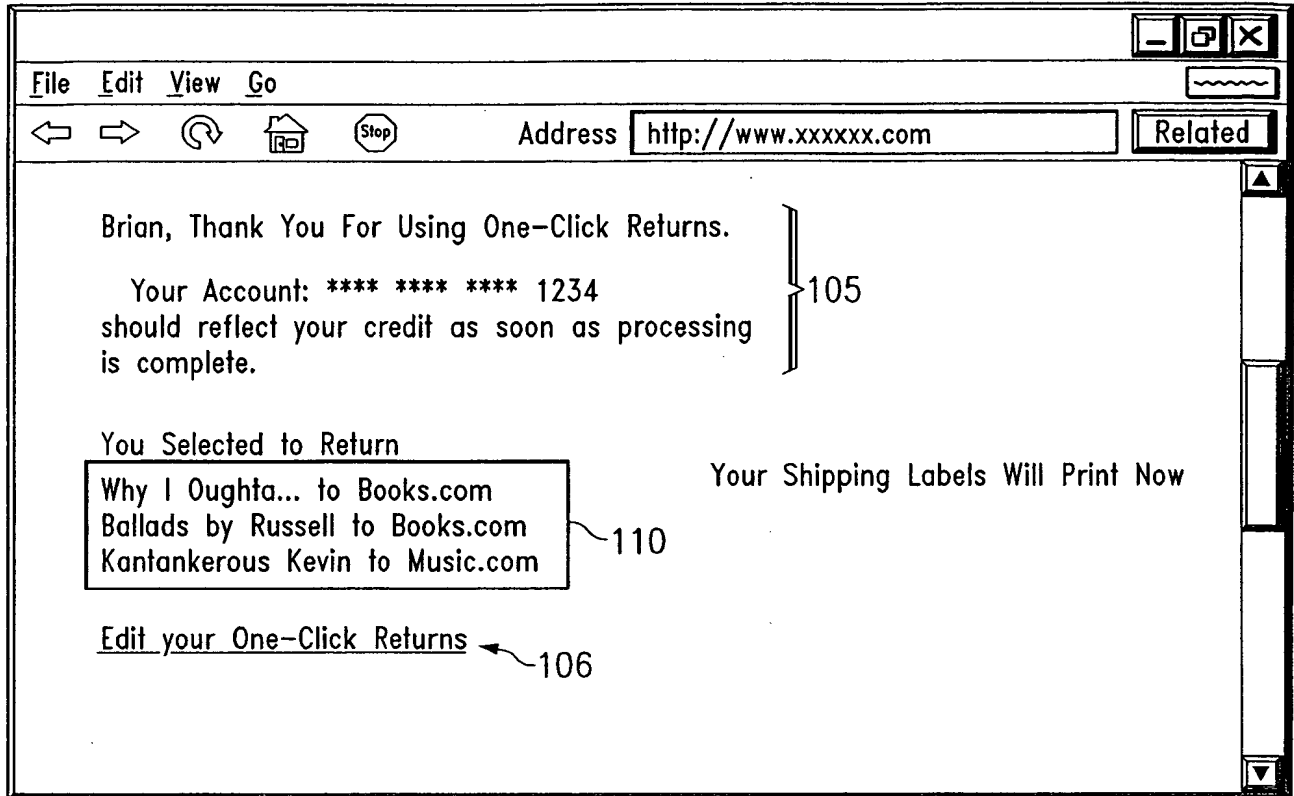 File Edit View Go
Stop Address http://www.xxxxxx.com Related
Brian, Thank You For Using One-Click Returns.
Your Account: **** **** **** 1234
should reflect your credit as soon as processing
is complete.
105
You Selected to Return
Why I Oughta... to Books.com
Ballads by Russell to Books.com
Kantankerous Kevin to Music.com
110
Your Shipping Labels Will Print Now
Edit your One-Click Returns
106